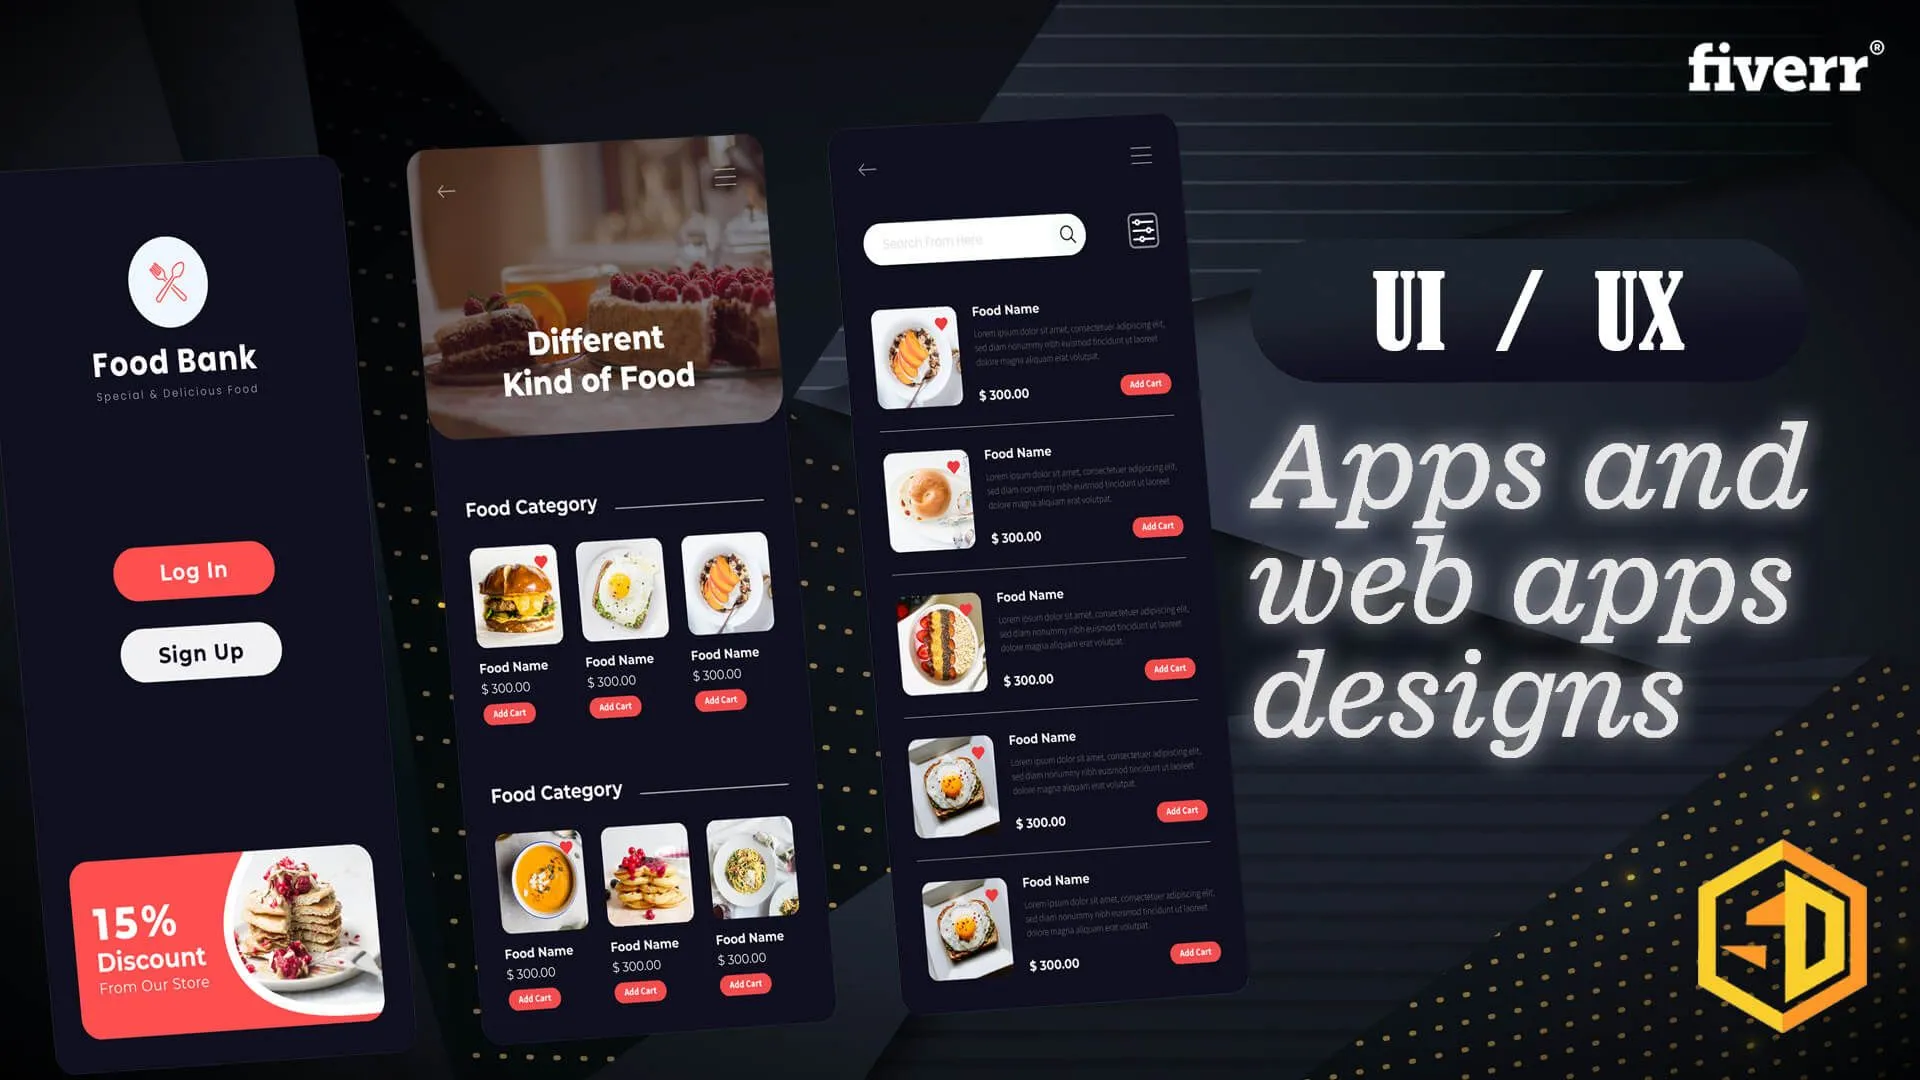 fiverr®
Food Bank
Special & Delicious Food
Log In
Sign Up
15%
Discount
From Our Store
Different
Kind of Food
Food Category
Food Name
$ 300.00
Add Cart
Food Name
$ 300.00
Add Cart
Food Name
$ 300.00
Add Cart
Food Category
Food Name
$ 300.00
Add Cart
Food Name
$ 300.00
Add Cart
Food Name
$ 300.00
Add Cart
Search From Here
Food Name
Lorem ipsum dolor sit amet, consectetuer adipiscing elit,
sed diam nonummy nibh euismod tincidunt ut laoreet
dolore magna aliquam erat volutpat.
$ 300.00
Add Cart
Food Name
Lorem ipsum dolor sit amet, consectetuer adipiscing elit,
sed diam nonummy nibh euismod tincidunt ut laoreet
dolore magna aliquam erat volutpat.
$ 300.00
Add Cart
Food Name
Lorem ipsum dolor sit amet, consectetuer adipiscing elit,
sed diam nonummy nibh euismod tincidunt ut laoreet
dolore magna aliquam erat volutpat.
$ 300.00
Add Cart
Food Name
Lorem ipsum dolor sit amet, consectetuer adipiscing elit,
sed diam nonummy nibh euismod tincidunt ut laoreet
dolore magna aliquam erat volutpat.
$ 300.00
Add Cart
Food Name
Lorem ipsum dolor sit amet, consectetuer adipiscing elit,
sed diam nonummy nibh euismod tincidunt ut laoreet
dolore magna aliquam erat volutpat.
$ 300.00
Add Cart
UI / UX
Apps and
web apps
designs